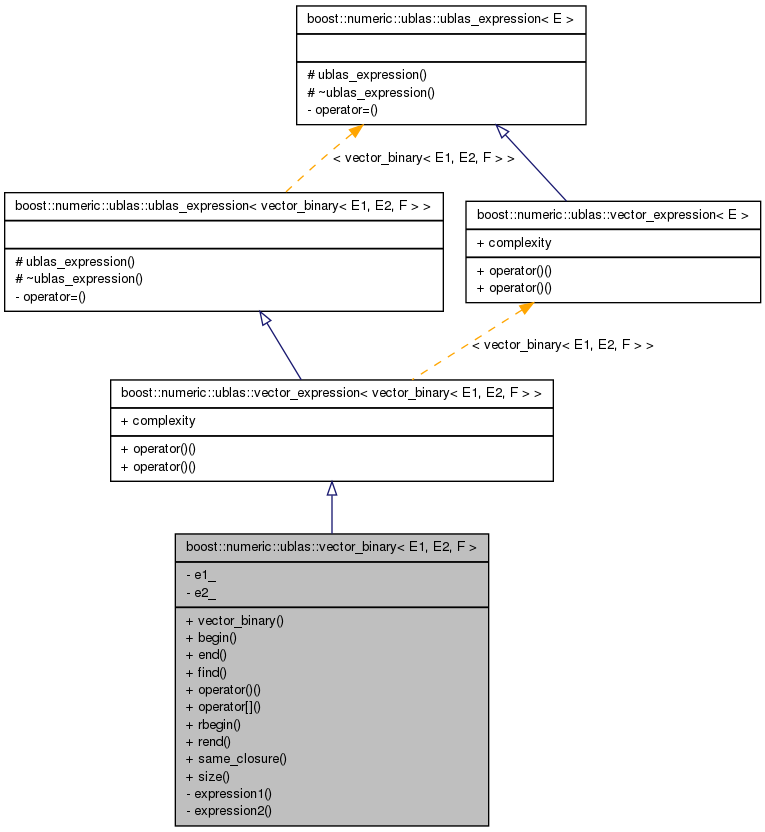 boost::numeric::ublas::ublas_expression< E >
# ublas_expression()
# ~ublas_expression()
- operator=()
< vector_binary< E1, E2, F > >
boost::numeric::ublas::ublas_expression< vector_binary< E1, E2, F > >
# ublas_expression()
# ~ublas_expression()
- operator=()
boost::numeric::ublas::vector_expression< E >
+ complexity
+ operator()()
+ operator()()
< vector_binary< E1, E2, F > >
boost::numeric::ublas::vector_expression< vector_binary< E1, E2, F > >
+ complexity
+ operator()()
+ operator()()
boost::numeric::ublas::vector_binary< E1, E2, F >
- e1_
- e2_
+ vector_binary()
+ begin()
+ end()
+ find()
+ operator()()
+ operator[]()
+ rbegin()
+ rend()
+ same_closure()
+ size()
- expression1()
- expression2()